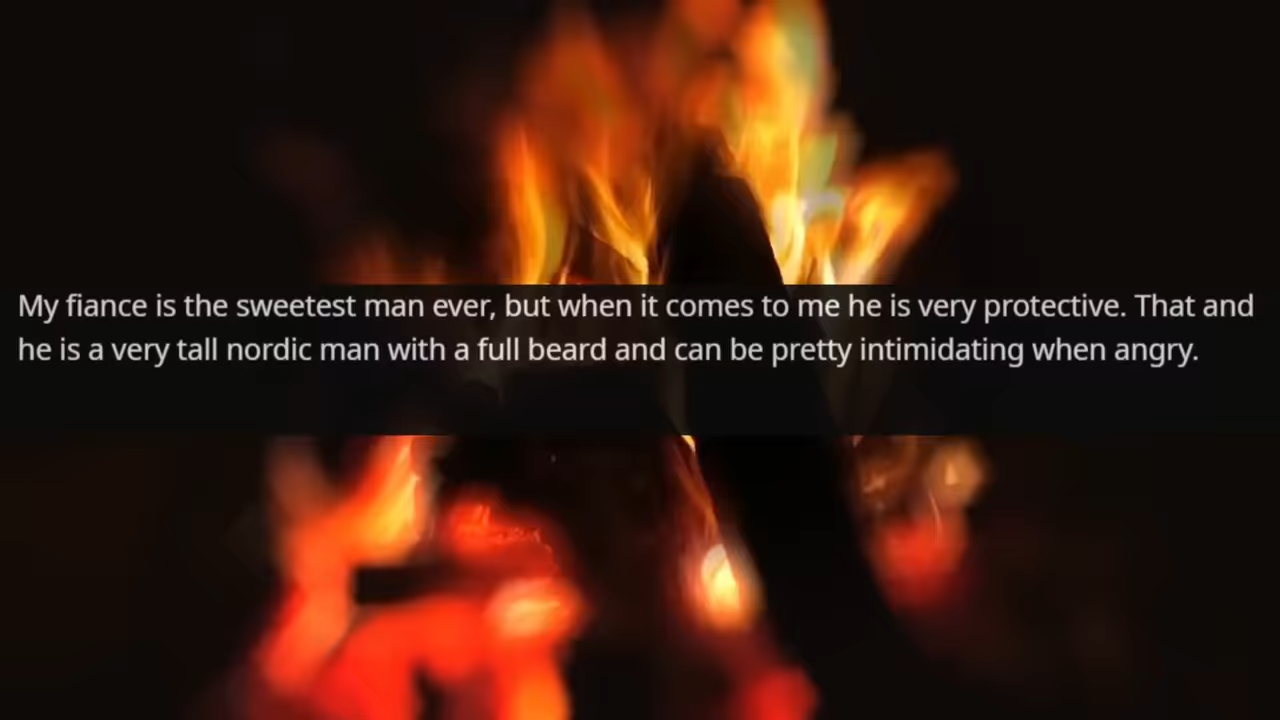 My fiance is the sweetest man ever, but when it comes to me he is very protective. That and
he is a very tall nordic man with a full beard and can be pretty intimidating when angry.